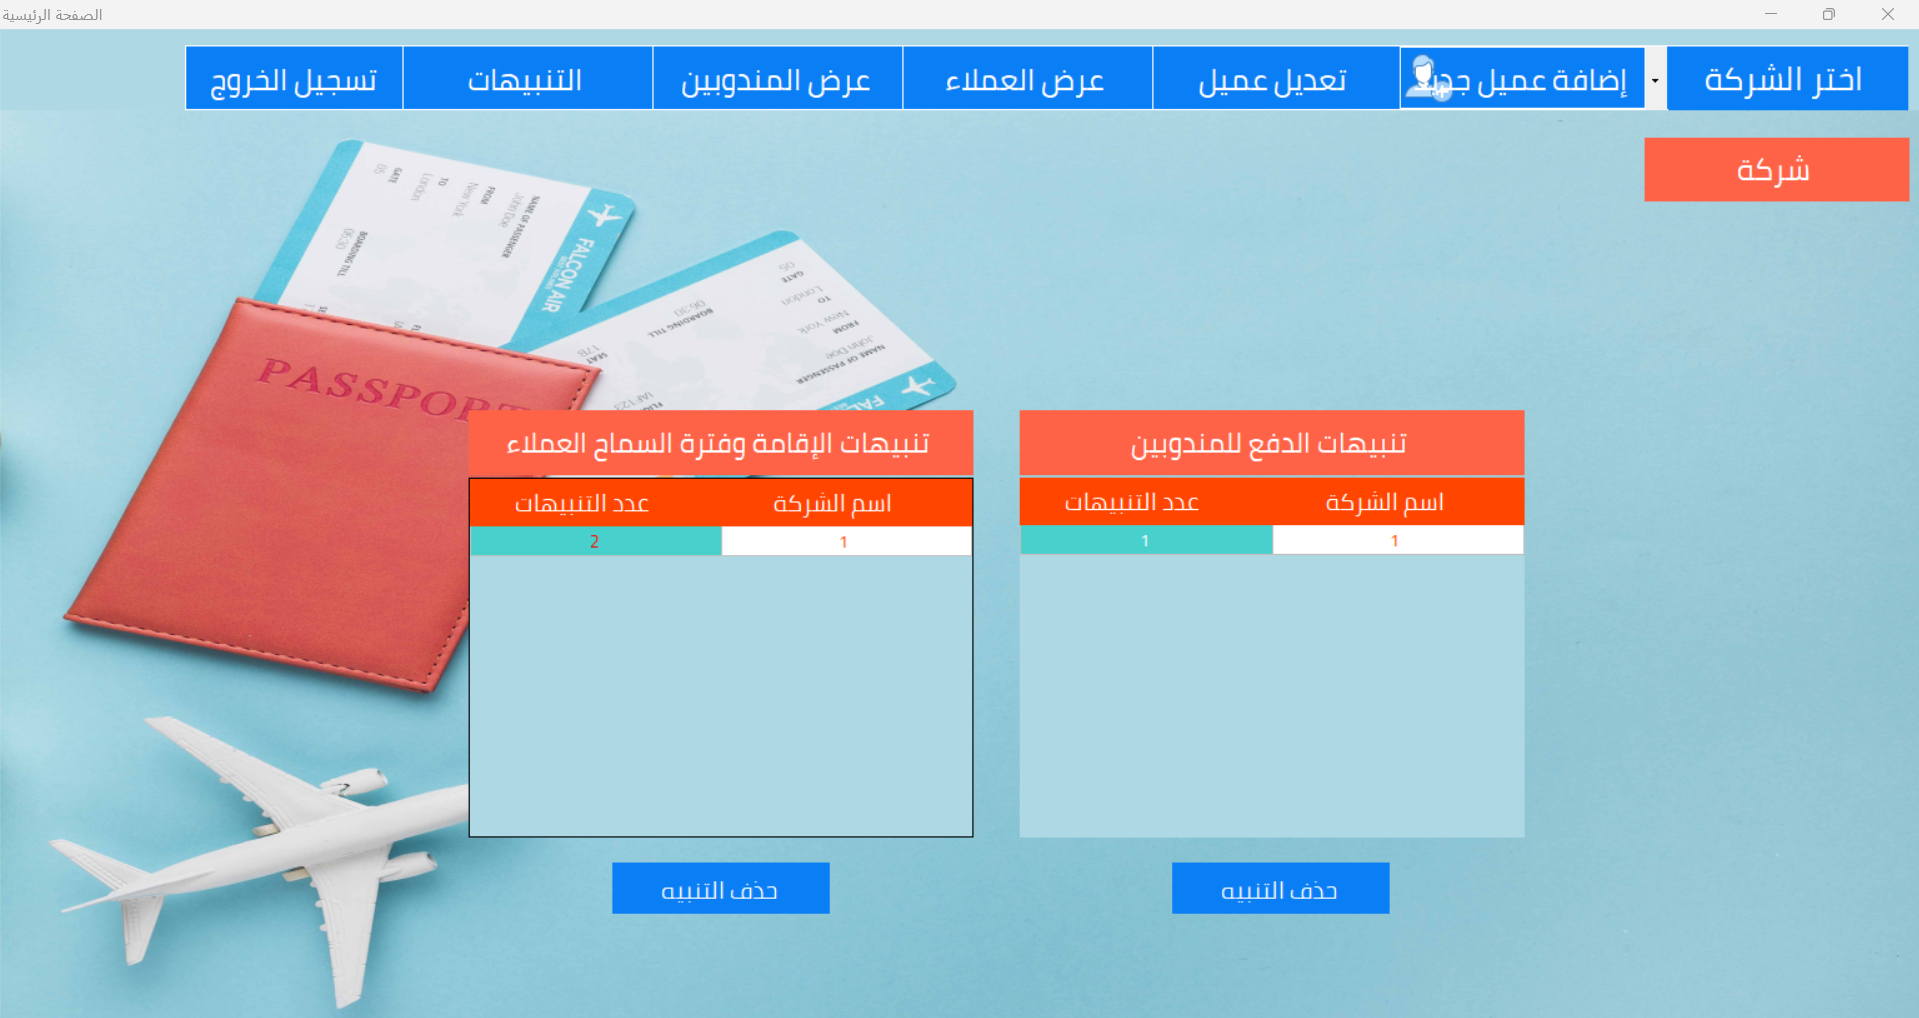 الصفحة الرئيسية
اختر الشركة
إضافة عميل جديد
تعديل عميل
عرض العملاء
عرض المندوبين
التنبيهات
تسجيل الخروج
شركة
GATE
05
TO
London
FROM
New York
NAME OF PASSENGER
John Doe
BOARDING TILL
06:30
FALCON AIR
BEST AIRLINES
GATE
05
TO
London
FROM
New York
NAME OF PASSENGER
John Doe
BOARDING TILL
06:30
SEAT
17B
PASSPORT
تنبيهات الدفع للمندوبين
اسم الشركة
عدد التنبيهات
1
1
حذف التنبيه
تنبيهات الإقامة وفترة السماح العملاء
اسم الشركة
عدد التنبيهات
1
2
حذف التنبيه